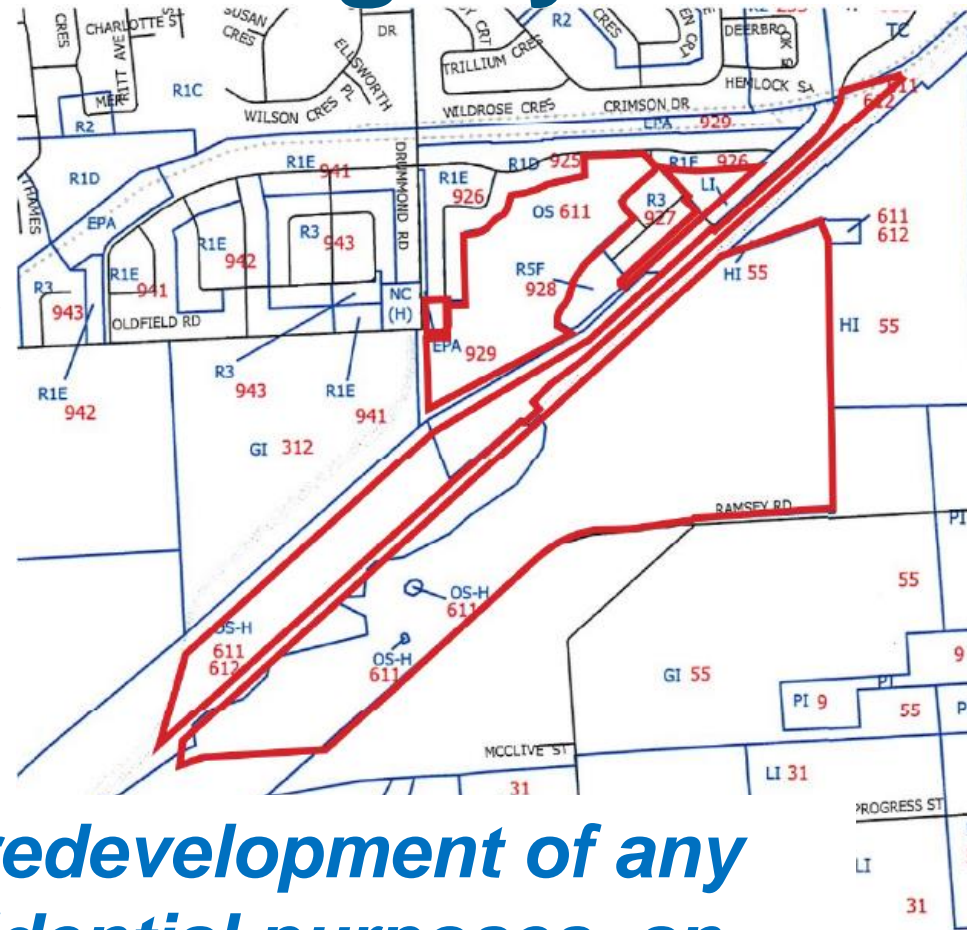 CHARLOTTE ST
CRES
SUSAN
CRES
DR
ELLSWORTH
PL
R2
CRES
TRILLIUM CRES
DEERBRO
TC
R1C
WILSON CRES
WILDROSE CRES
CRIMSON DR
HEMLOCK
611
612
R2
EPA 929
R1D
THAMES
R1E
941
DRUMMOND RD
R1E
926
R1D 925
R1E 926
LI
R3
927
OS 611
EPA
R1E
942
R3
943
611
612
R1E
941
R5F
928
HI 55
R3
943
NC
(H)
OLDFIELD RD
HI 55
EPA 929
R1E
942
R3
943
R1E
941
GI 312
RAMSEY RD
PI
55
OS-H
611
OS-H
611
612
OS-H
611
GI 55
9
PI 9
PI
55
P
MCCLIVE ST
31
LI 31
PROGRESS ST
LI
31
redevelopment of any